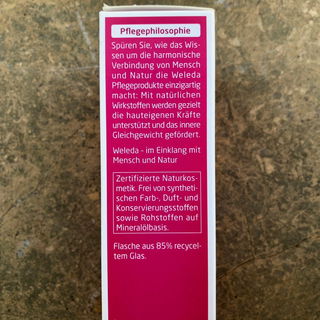 Pflegephilosophie
Spüren Sie, wie das Wis-
sen um die harmonische
Verbindung von Mensch
und Natur die Weleda
Pflegeprodukte einzigartig
macht: Mit natürlichen
Wirkstoffen werden gezielt
die hauteigenen Kräfte
unterstützt und das innere
Gleichgewicht gefördert.
Weleda - im Einklang mit
Mensch und Natur
Zertifizierte Naturkos-
metik. Frei von syntheti-
schen Farb-, Duft- und
Konservierungsstoffen
sowie Rohstoffen auf
Mineralölbasis.
Flasche aus 85% recycel-
tem Glas.